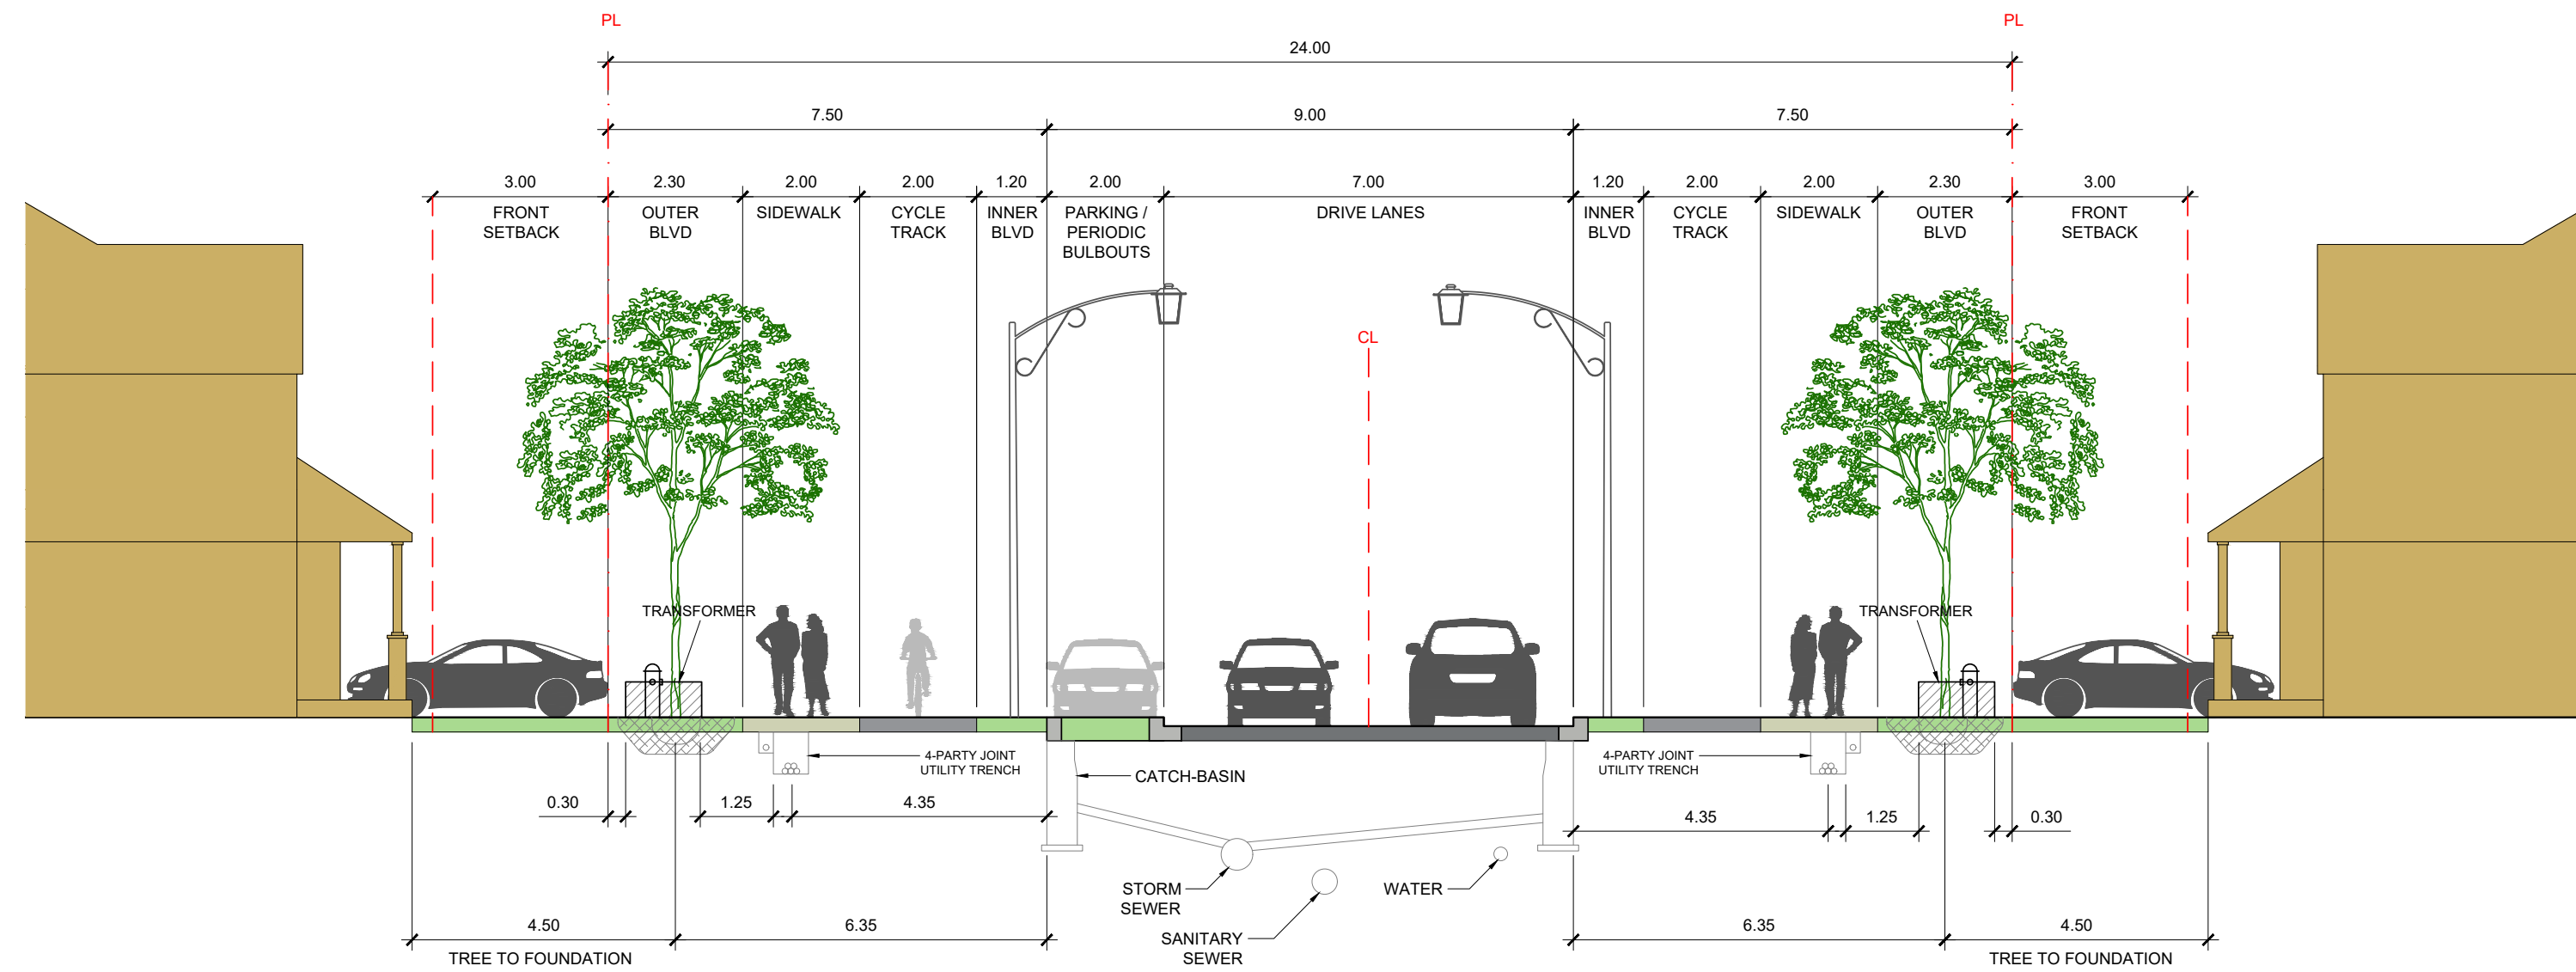 PL
PL
24.00
7.50
9.00
7.50
3.00
2.30
2.00
2.00
1.20
2.00
7.00
1.20
2.00
2.00
2.30
3.00
FRONT
SETBACK
OUTER
BLVD
SIDEWALK
CYCLE
TRACK
INNER
BLVD
PARKING /
PERIODIC
BULBOUTS
DRIVE LANES
INNER
BLVD
CYCLE
TRACK
SIDEWALK
OUTER
BLVD
FRONT
SETBACK
CL
TRANSFORMER
TRANSFORMER
4-PARTY JOINT
UTILITY TRENCH
4-PARTY JOINT
UTILITY TRENCH
CATCH-BASIN
0.30
1.25
4.35
4.35
1.25
0.30
STORM
SEWER
WATER
SANITARY
SEWER
4.50
6.35
6.35
4.50
TREE TO FOUNDATION
TREE TO FOUNDATION